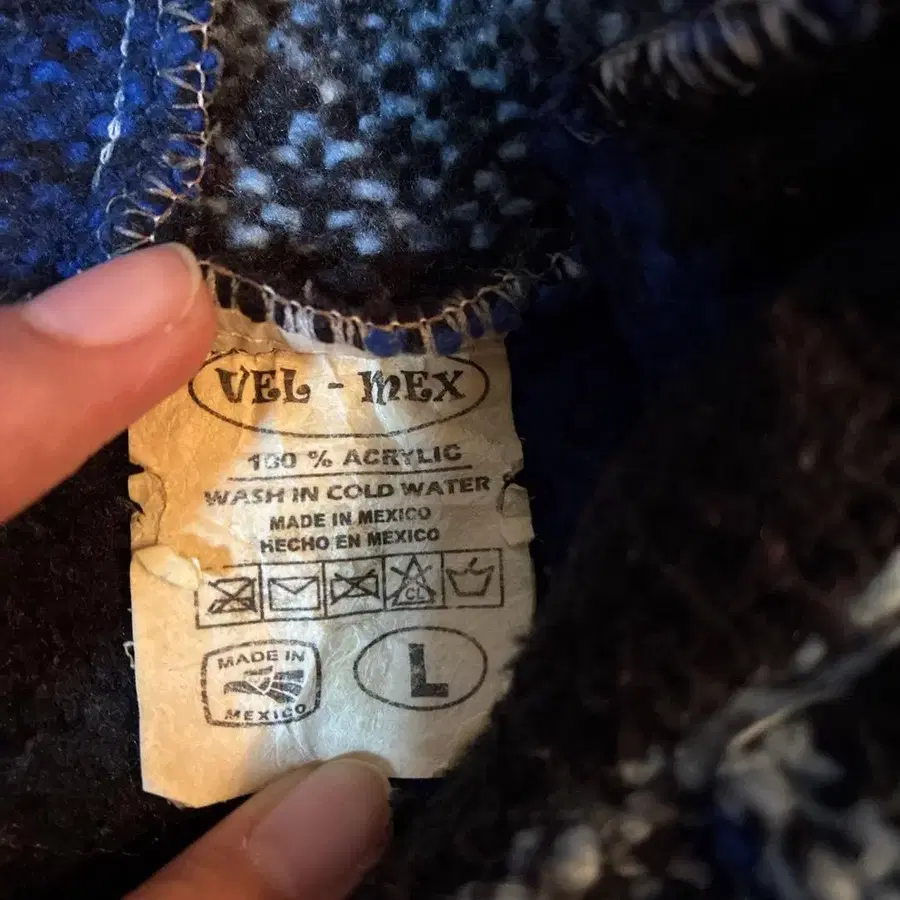 VEL - MEX
100 % ACRYLIC
WASH IN COLD WATER
MADE IN MEXICO
HECHO EN MEXICO
CL
MADE IN
MEXICO
L